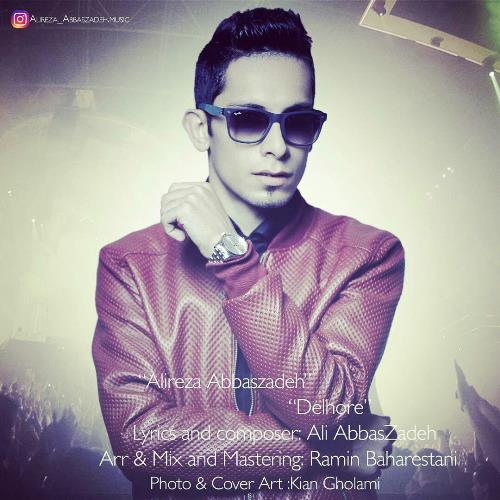 Alireza_Abbaszadeh.music
"Alireza Abbaszadeh"
"Delhore"
Lyrics and composer: Ali AbbasZadeh
Arr & Mix and Mastering: Ramin Baharestani
Photo & Cover Art :Kian Gholami